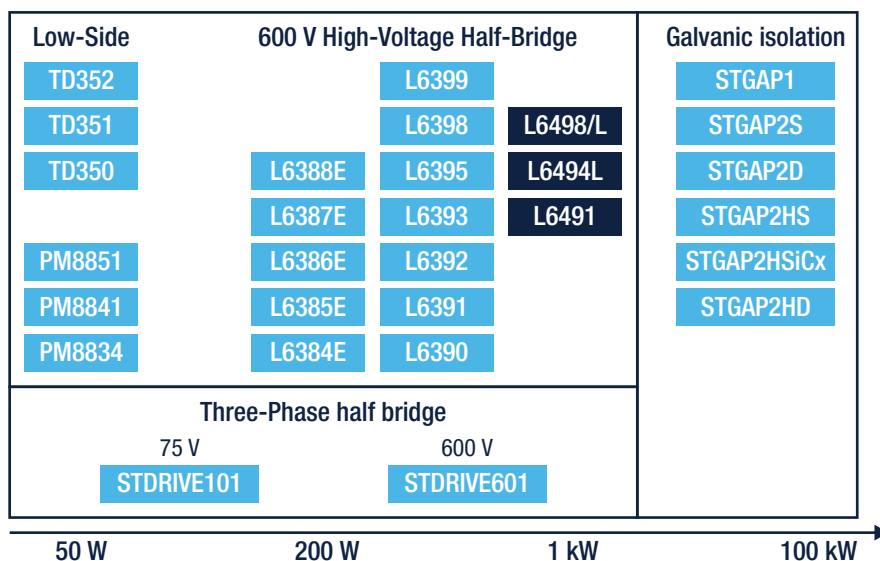 Low-Side 600 V High-Voltage Half-Bridge Galvanic isolation
TD352 L6399 STGAP1
TD351 L6398 L6498/L STGAP2S
TD350 L6388E L6395 L6494L STGAP2D
L6387E L6393 L6491 STGAP2HS
PM8851 L6386E L6392 STGAP2HSiCx
PM8841 L6385E L6391 STGAP2HD
PM8834 L6384E L6390
Three-Phase half bridge
75 V 600 V
STDRIVE101 STDRIVE601
50 W 200 W 1 kW 100 kW